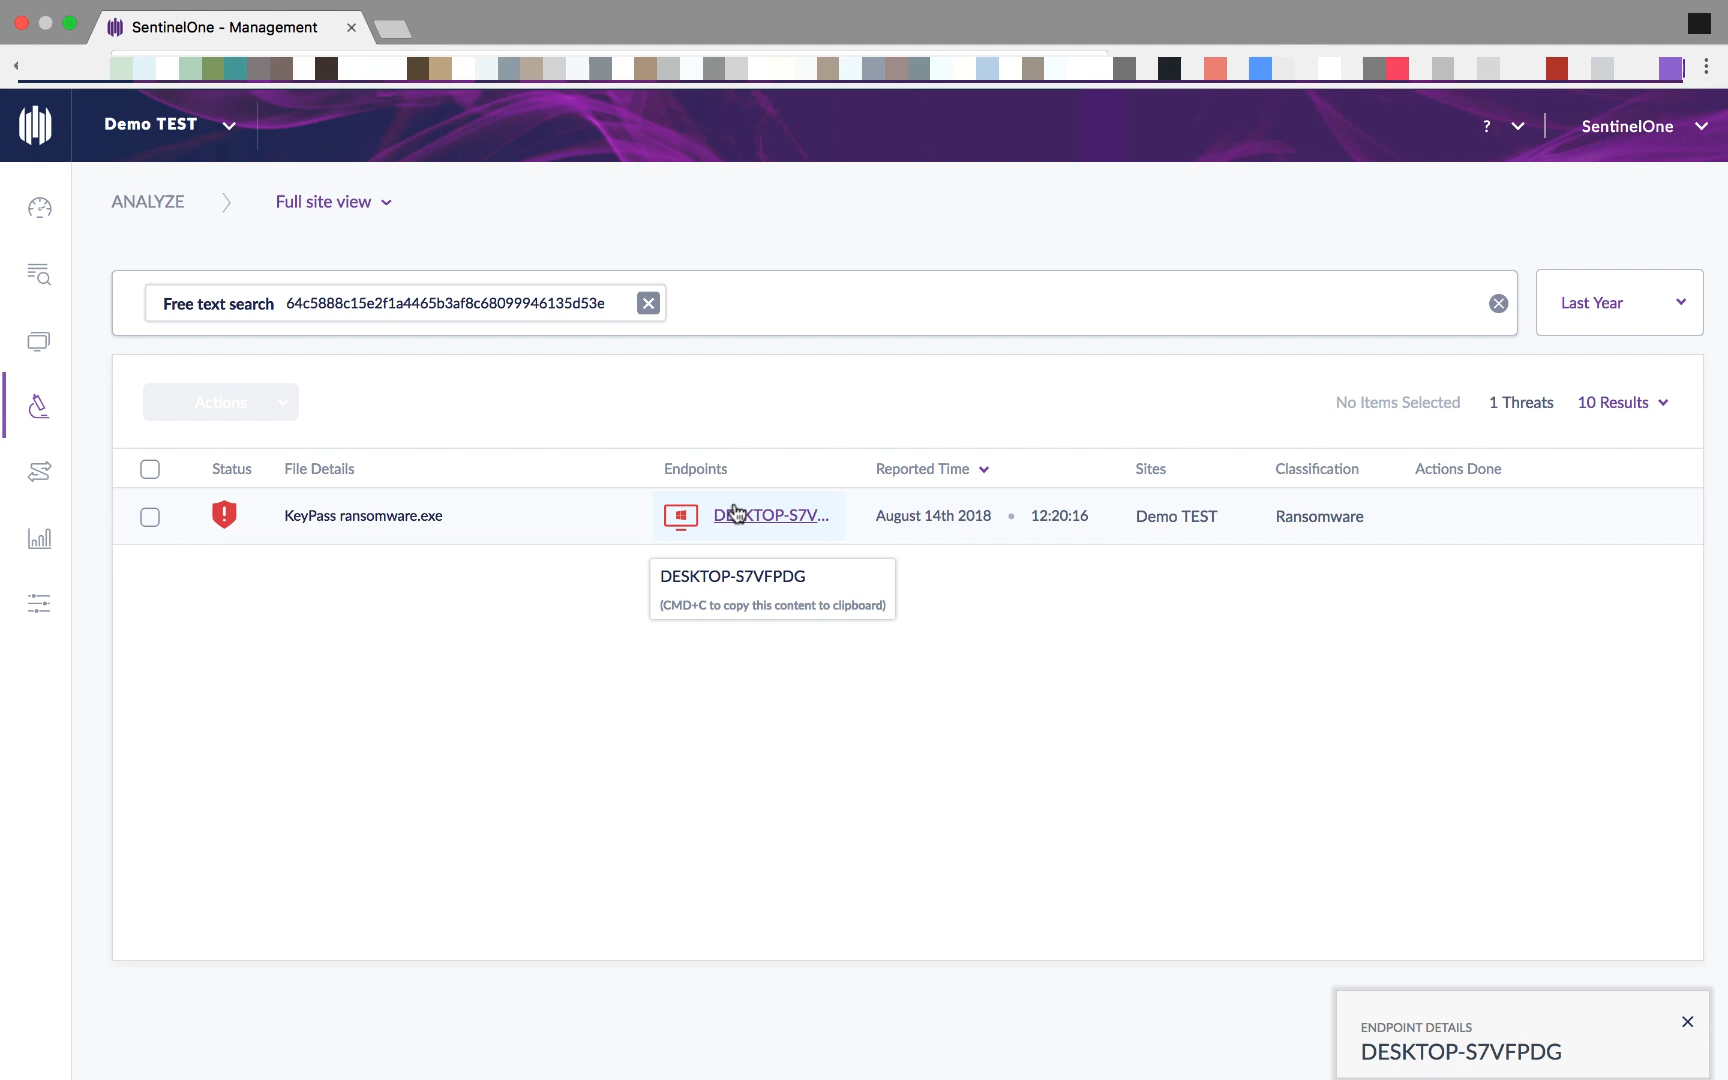 SentinelOne - Management
Demo TEST
?
SentinelOne
ANALYZE
Full site view
Free text search 64c5888c15e2f1a4465b3af8c68099946135d53e
Last Year
Actions
No Items Selected 1 Threats 10 Results
Status File Details Endpoints Reported Time Sites Classification Actions Done
KeyPass ransomware.exe DESKTOP-S7V... August 14th 2018 • 12:20:16 Demo TEST Ransomware
DESKTOP-S7VFPDG
(CMD+C to copy this content to clipboard)
ENDPOINT DETAILS
DESKTOP-S7VFPDG